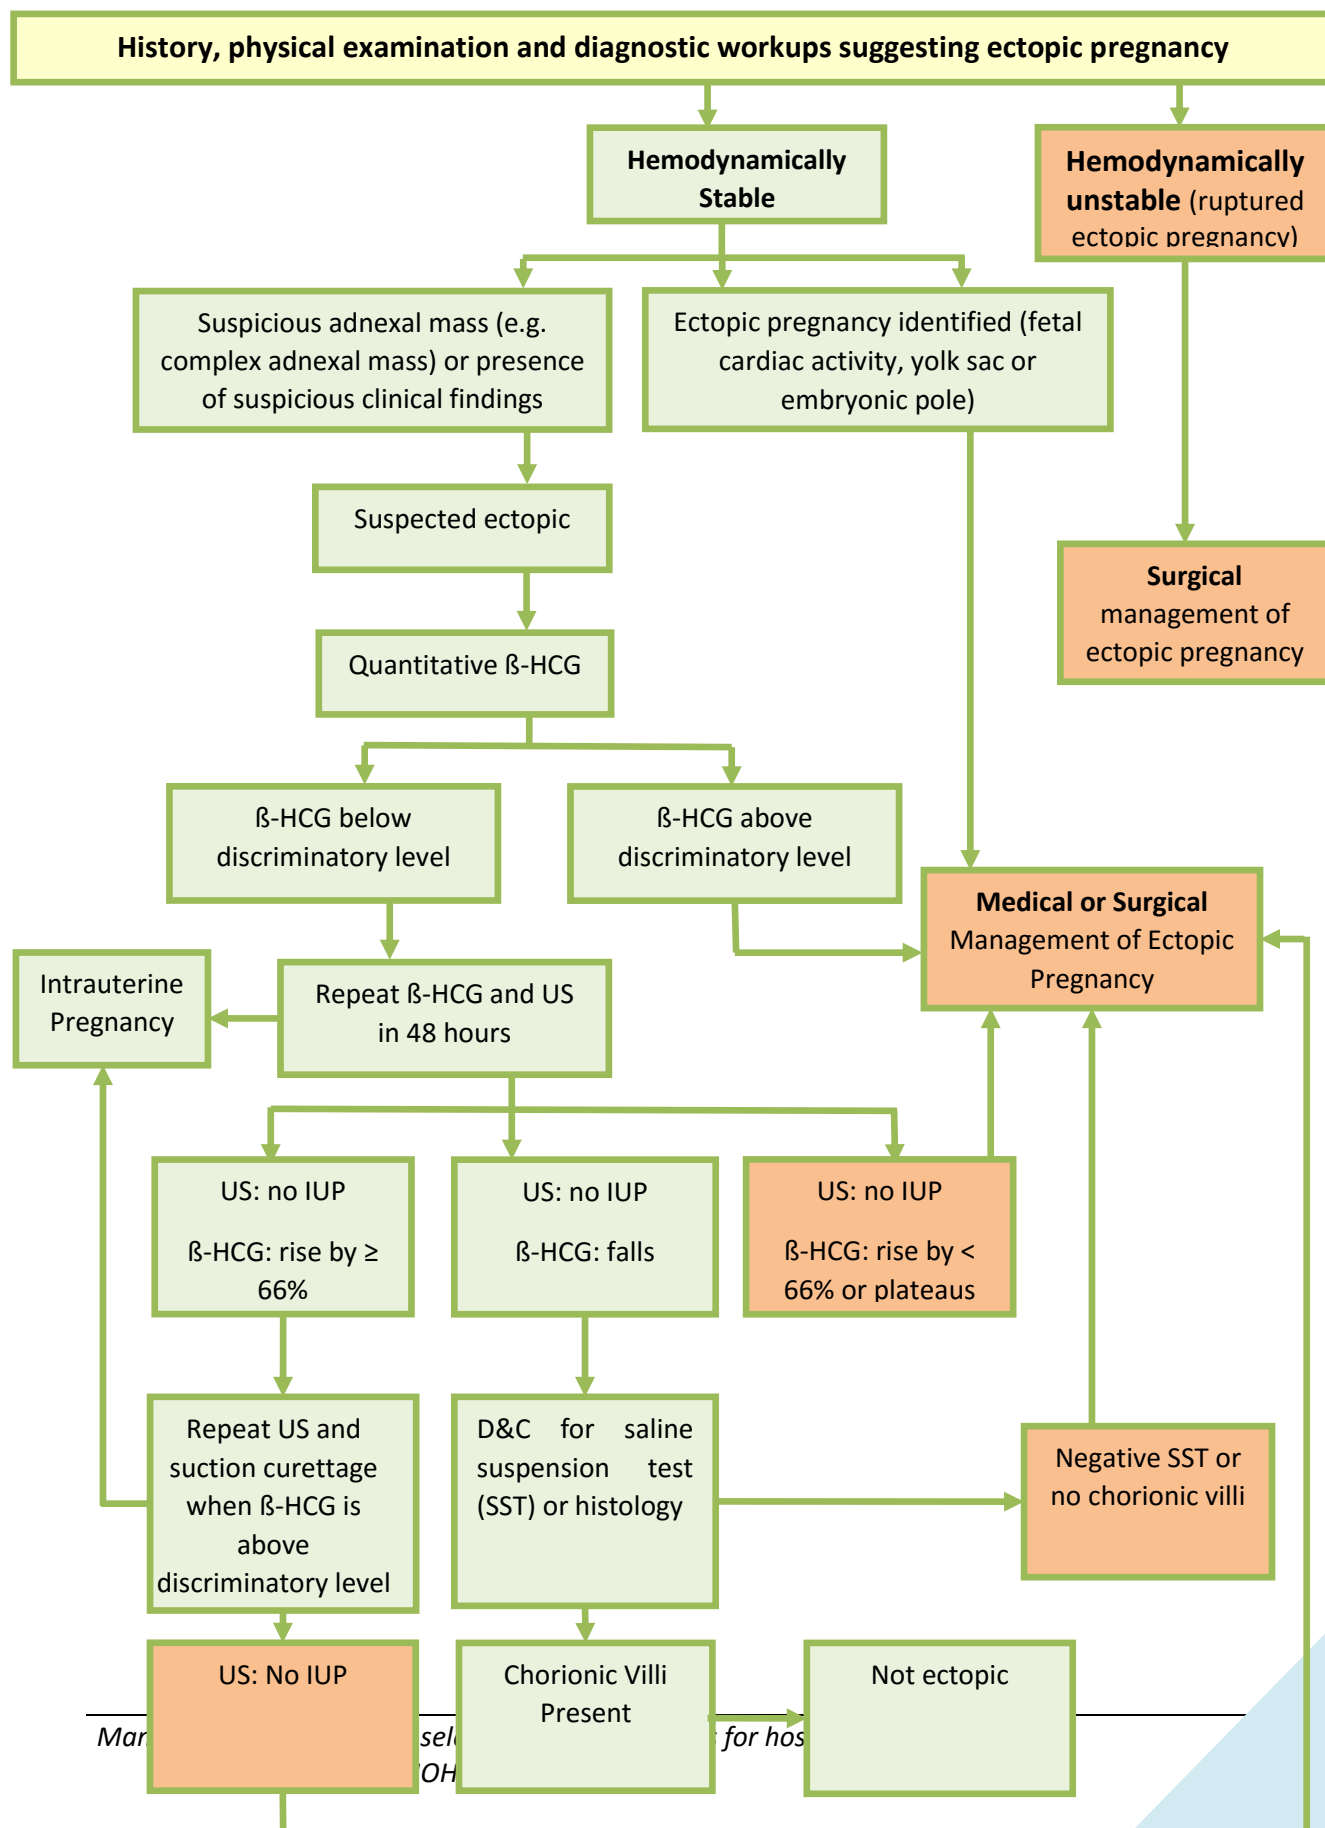 History, physical examination and diagnostic workups suggesting ectopic pregnancy
Hemodynamically
Stable
Hemodynamically
unstable (ruptured
ectopic pregnancy)
Suspicious adnexal mass (e.g.
complex adnexal mass) or presence
of suspicious clinical findings
Ectopic pregnancy identified (fetal
cardiac activity, yolk sac or
embryonic pole)
Suspected ectopic
Surgical
management of
ectopic pregnancy
Quantitative ß-HCG
ß-HCG below
discriminatory level
ß-HCG above
discriminatory level
Medical or Surgical
Management of Ectopic
Pregnancy
Intrauterine
Pregnancy
Repeat ß-HCG and US
in 48 hours
US: no IUP
ß-HCG: rise by ≥
66%
US: no IUP
ß-HCG: falls
US: no IUP
ß-HCG: rise by <
66% or plateaus
Repeat US and
suction curettage
when ß-HCG is
above
discriminatory level
D&C for saline
suspension test
(SST) or histology
Negative SST or
no chorionic villi
US: No IUP
Chorionic Villi
Present
Not ectopic
for